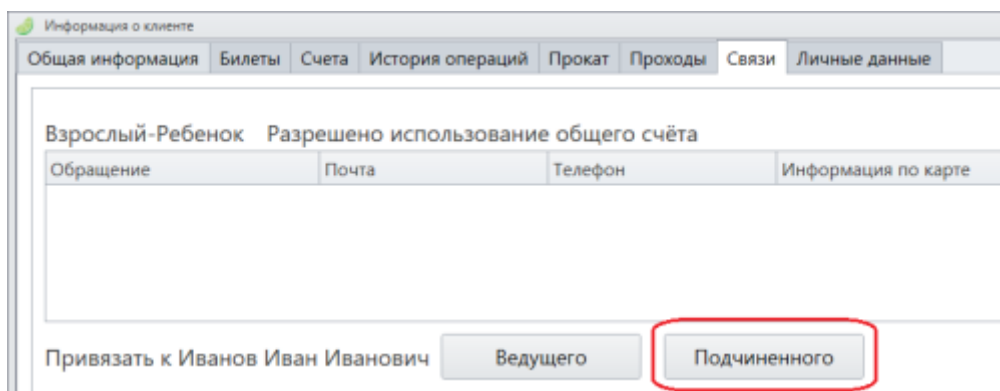 Информация о клиенте
Общая информация Билеты Счета История операций Прокат Проходы Связи Личные данные
Взрослый-Ребенок Разрешено использование общего счёта
Обращение Почта Телефон Информация по карте
Привязать к Иванов Иван Иванович Ведущего Подчиненного